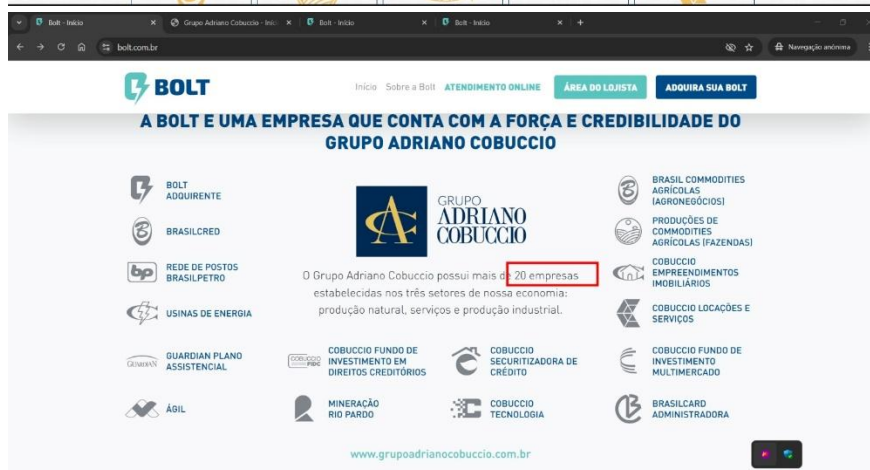 Bolt - Início
Grupo Adriano Cobuccio - Iníc
Bolt - Início
Bolt - Início
bolt.com.br
Navegação anônima
BOLT
Início
Sobre a Bolt
ATENDIMENTO ONLINE
ÁREA DO LOJISTA
ADQUIRA SUA BOLT
A BOLT É UMA EMPRESA QUE CONTA COM A FORÇA E CREDIBILIDADE DO
GRUPO ADRIANO COBUCCIO
BOLT
ADQUIRENTE
BRASILCRED
bp
REDE DE POSTOS
BRASILPETRO
USINAS DE ENERGIA
GUARDIAN
GUARDIAN PLANO
ASSISTENCIAL
ÁGIL
GRUPO
ADRIANO
COBUCCIO
O Grupo Adriano Cobuccio possui mais de 20 empresas
estabelecidas nos três setores de nossa economia:
produção natural, serviços e produção industrial.
COBUCCIO
FIDC
COBUCCIO FUNDO DE
INVESTIMENTO EM
DIREITOS CREDITÓRIOS
MINERAÇÃO
RIO PARDO
COBUCCIO
SECURITIZADORA DE
CRÉDITO
COBUCCIO
TECNOLOGIA
BRASIL COMMODITIES
AGRÍCOLAS
(AGRONEGÓCIOS)
PRODUÇÕES DE
COMMODITIES
AGRÍCOLAS (FAZENDAS)
COBUCCIO
EMPREENDIMENTOS
IMOBILIÁRIOS
COBUCCIO LOCAÇÕES E
SERVIÇOS
COBUCCIO FUNDO DE
INVESTIMENTO
MULTIMERCADO
BRASILCARD
ADMINISTRADORA
www.grupoadrianocobuccio.com.br